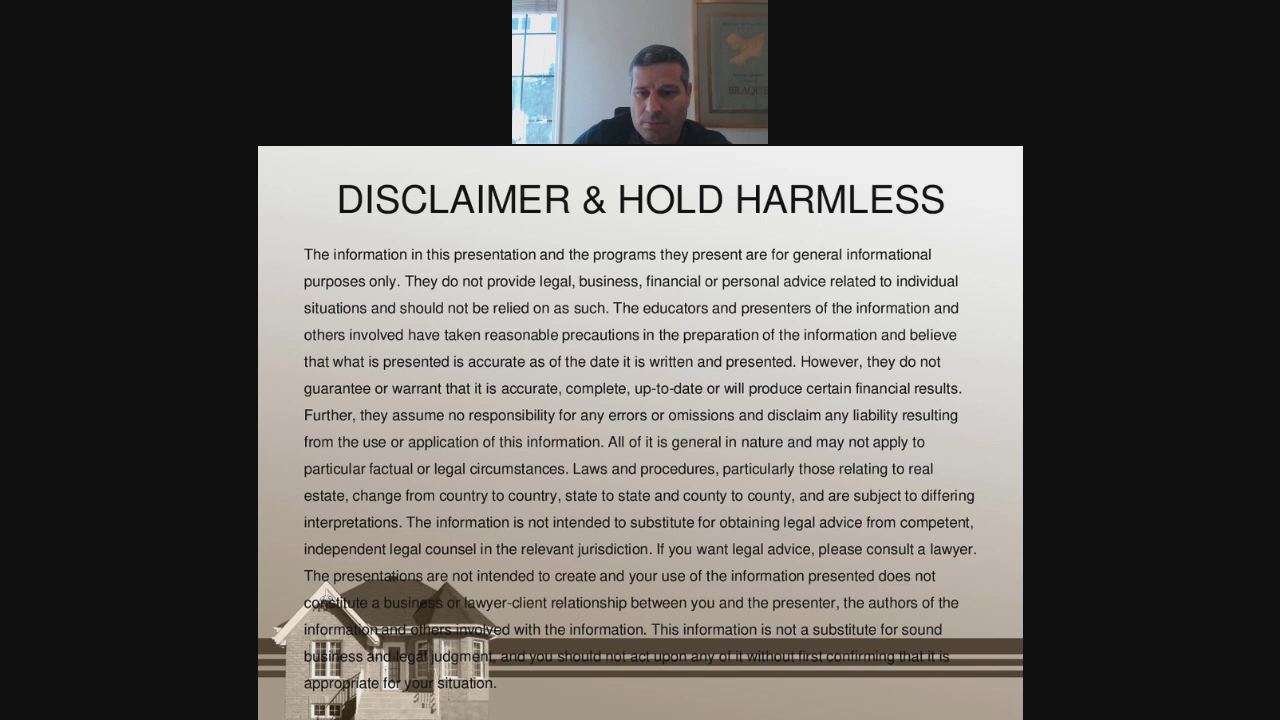 BRAQUE
DISCLAIMER & HOLD HARMLESS
The information in this presentation and the programs they present are for general informational
purposes only. They do not provide legal, business, financial or personal advice related to individual
situations and should not be relied on as such. The educators and presenters of the information and
others involved have taken reasonable precautions in the preparation of the information and believe
that what is presented is accurate as of the date it is written and presented. However, they do not
guarantee or warrant that it is accurate, complete, up-to-date or will produce certain financial results.
Further, they assume no responsibility for any errors or omissions and disclaim any liability resulting
from the use or application of this information. All of it is general in nature and may not apply to
particular factual or legal circumstances. Laws and procedures, particularly those relating to real
estate, change from country to country, state to state and county to county, and are subject to differing
interpretations. The information is not intended to substitute for obtaining legal advice from competent,
independent legal counsel in the relevant jurisdiction. If you want legal advice, please consult a lawyer.
The presentations are not intended to create and your use of the information presented does not
constitute a business or lawyer-client relationship between you and the presenter, the authors of the
information and others involved with the information. This information is not a substitute for sound
business and legal judgment, and you should not act upon any of it without first confirming that it is
appropriate for your situation.